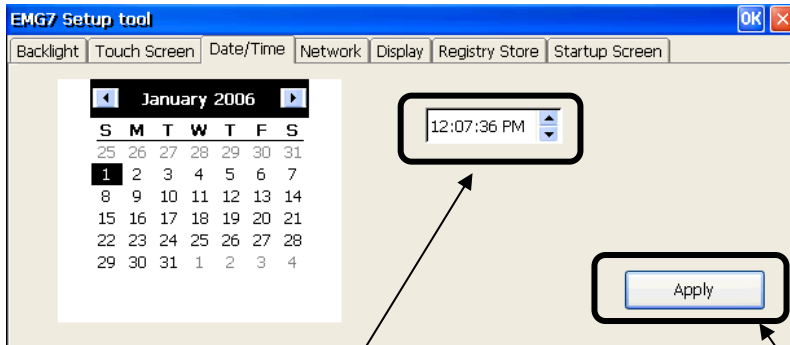 EMG7 Setup tool OK
Backlight Touch Screen Date/Time Network Display Registry Store Startup Screen
January 2006
12:07:36 PM
S M T W T F S
25 26 27 28 29 30 31
1 2 3 4 5 6 7
8 9 10 11 12 13 14
15 16 17 18 19 20 21
22 23 24 25 26 27 28
29 30 31 1 2 3 4
Apply